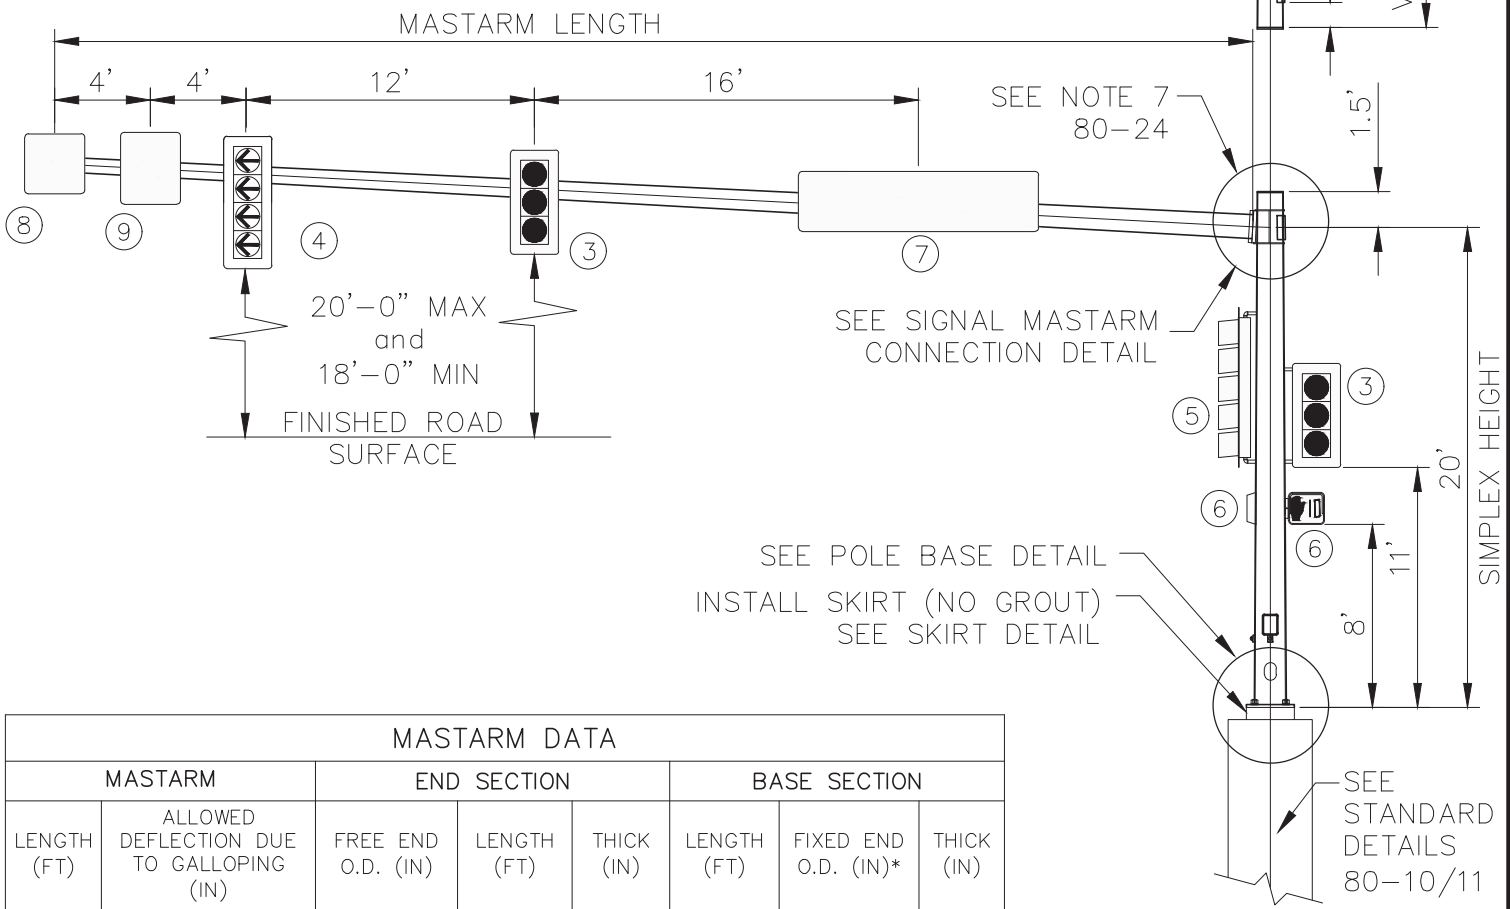 MASTARM LENGTH
4' 4' 12' 16'
SEE NOTE 7
80-24
1.5'
8
9
4
3
7
20'-0" MAX
and
18'-0" MIN
FINISHED ROAD
SURFACE
SEE SIGNAL MASTARM
CONNECTION DETAIL
3
5
6
6
SIMPLEX HEIGHT
20'
11'
8'
SEE POLE BASE DETAIL
INSTALL SKIRT (NO GROUT)
SEE SKIRT DETAIL
SEE
STANDARD
DETAILS
80-10/11
MASTARM DATA
MASTARM END SECTION BASE SECTION
LENGTH
(FT)
ALLOWED
DEFLECTION DUE
TO GALLOPING
(IN)
FREE END
O.D. (IN)
LENGTH
(FT)
THICK
(IN)
LENGTH
(FT)
FIXED END
O.D. (IN)*
THICK
(IN)